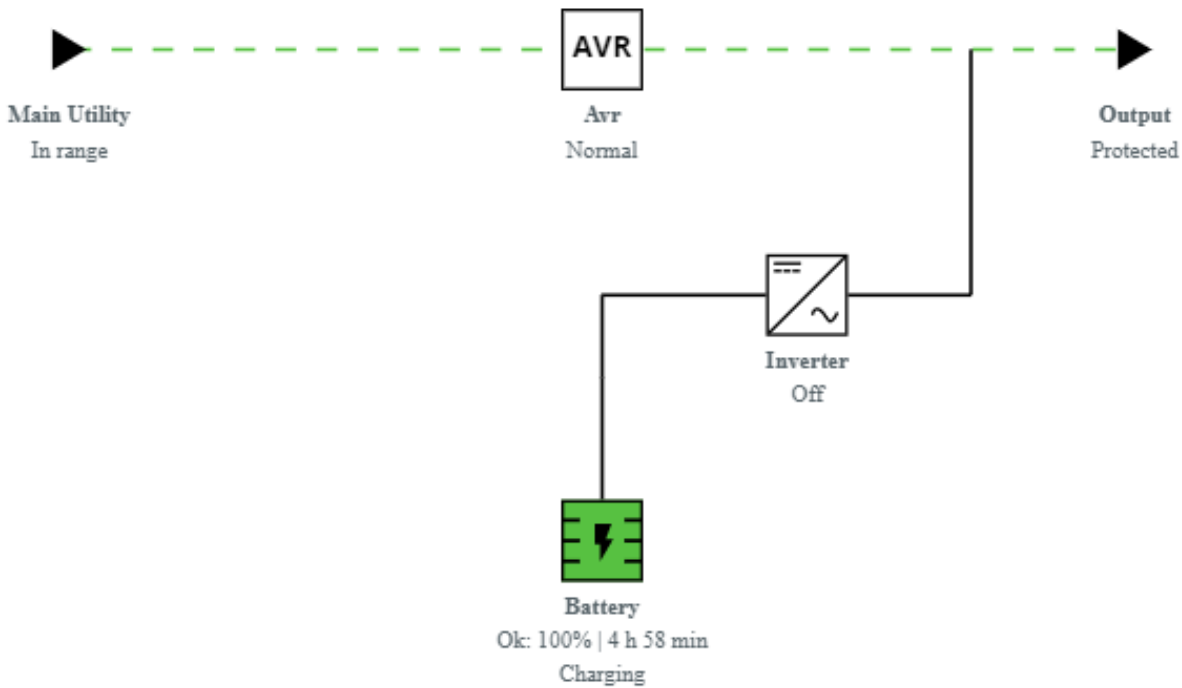 AVR
Main Utility
In range
Avr
Normal
Output
Protected
Inverter
Off
Battery
Ok: 100% | 4 h 58 min
Charging